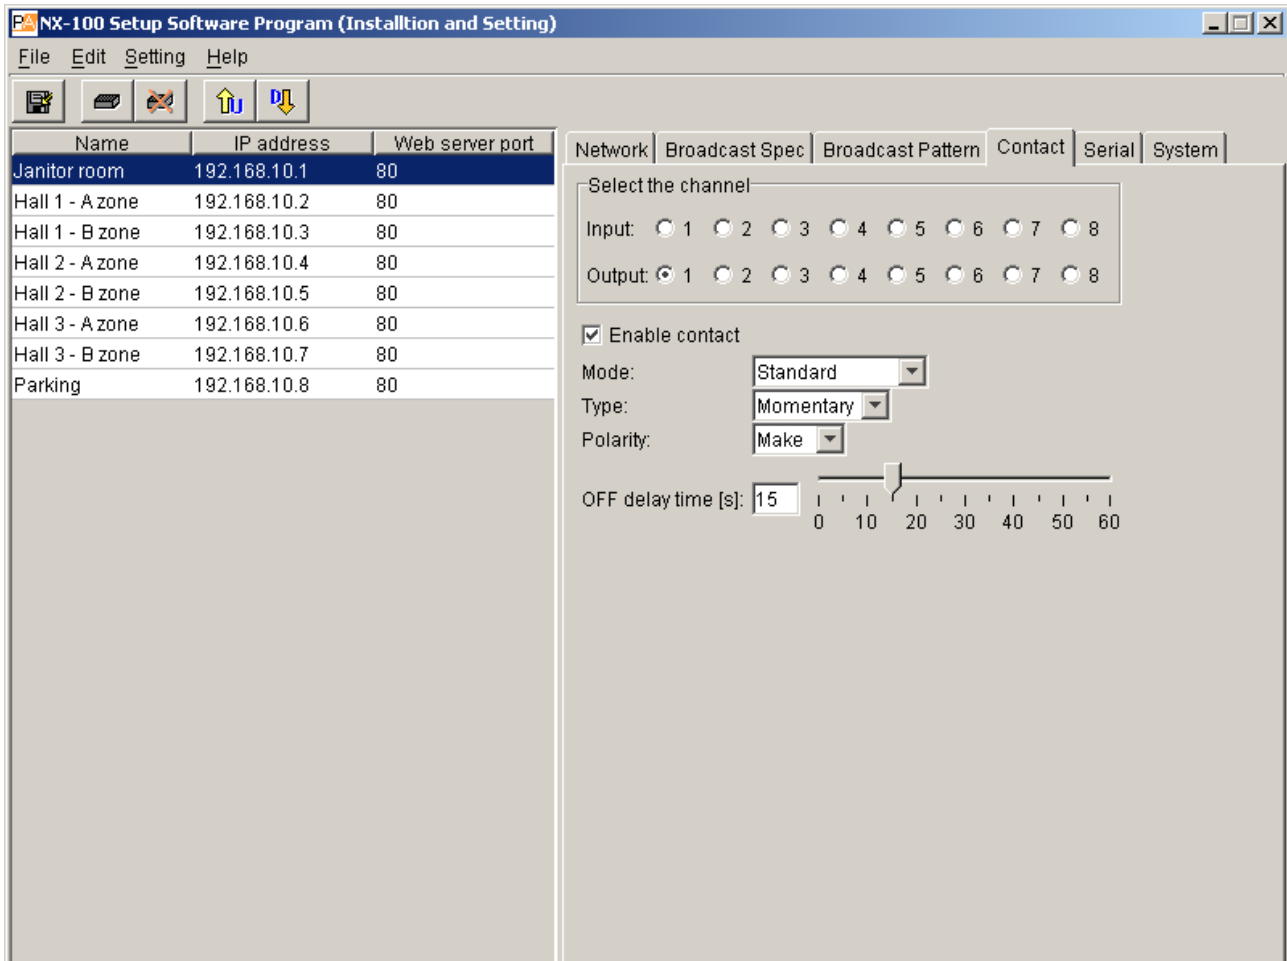 PA NX-100 Setup Software Program (Installtion and Setting)
File Edit Setting Help
U D
Name IP address Web server port
Janitor room 192.168.10.1 80
Hall 1 - A zone 192.168.10.2 80
Hall 1 - B zone 192.168.10.3 80
Hall 2 - A zone 192.168.10.4 80
Hall 2 - B zone 192.168.10.5 80
Hall 3 - A zone 192.168.10.6 80
Hall 3 - B zone 192.168.10.7 80
Parking 192.168.10.8 80
Network Broadcast Spec Broadcast Pattern Contact Serial System
Select the channel
Input: 1 2 3 4 5 6 7 8
Output: 1 2 3 4 5 6 7 8
Enable contact
Mode: Standard
Type: Momentary
Polarity: Make
OFF delay time [s]: 15
0 10 20 30 40 50 60